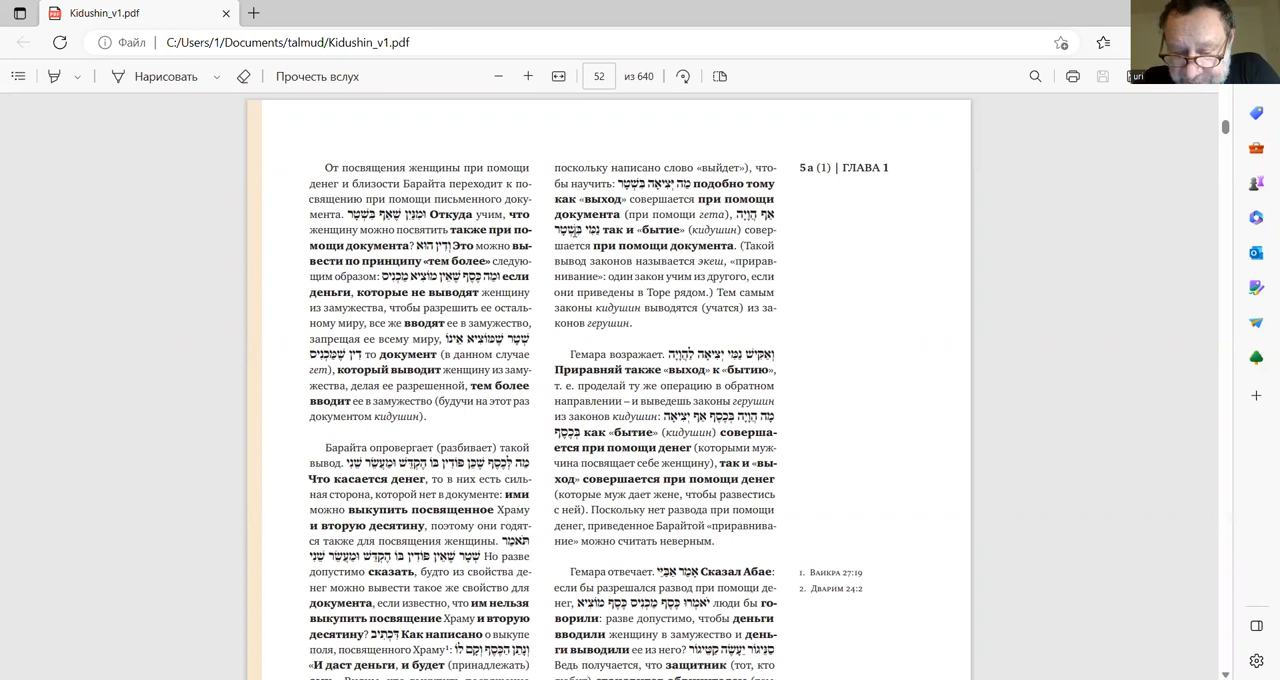 Kidushin_v1.pdf
Файл
C:/Users/1/Documents/talmud/Kidushin_v1.pdf
Нарисовать
Прочесть вслух
52
из 640
uri
От посвящения женщины при помощи
денег и близости Барайта переходит к по-
священию при помощи письменного доку-
мента. וּמִנַּיִן שֶׁאַף בִּשְׁטָר Откуда учим, что
женщину можно посвятить также при по-
мощи документа? וְדִין הוּא Это можно вы-
вести по принципу «тем более» следую-
щим образом: וּמַה כֶּסֶף שֶׁאֵין מוֹצִיא מַכְנִיס если
деньги, которые не выводят женщину
из замужества, чтобы разрешить ее осталь-
ному миру, все же вводят ее в замужество,
запрещая ее всему миру, שְׁטָר שֶׁמּוֹצִיא אֵינוֹ
דִּין שֶׁמַּכְנִיס то документ (в данном случае
гет), который выводит женщину из заму-
жества, делая ее разрешенной, тем более
вводит ее в замужество (будучи на этот раз
документом кидушин).
Барайта опровергает (разбивает) такой
вывод. מַה לְּכֶסֶף שֶׁכֵּן פּוֹדִין בּוֹ הֶקְדֵּשׁ וּמַעֲשֵׂר שֵׁנִי
Что касается денег, то в них есть силь-
ная сторона, которой нет в документе: ими
можно выкупить посвященное Храму
и вторую десятину, поэтому они годят-
ся также для посвящения женщины. תֹּאמַר
שְׁטָר שֶׁאֵין פּוֹדִין בּוֹ הֶקְדֵּשׁ וּמַעֲשֵׂר שֵׁנִי Но разве
допустимо сказать, будто из свойства де-
нег можно вывести такое же свойство для
документа, если известно, что им нельзя
выкупить посвящение Храму и вторую
десятину? דִּכְתִיב Как написано о выкупе
поля, посвященного Храму¹: וְנָתַן הַכֶּסֶף וְקָם לוֹ
«И даст деньги, и будет (принадлежать)
поскольку написано слово «выйдет»), что-
бы научить: מַה יְּצִיאָה בִּשְׁטָר подобно тому
как «выход» совершается при помощи
документа (при помощи гета), אַף הֲוָיָה
נַמִי בִּשְׁטָר так и «бытие» (кидушин) совер-
шается при помощи документа. (Такой
вывод законов называется экеш, «прирав-
нивание»: один закон учим из другого, если
они приведены в Торе рядом.) Тем самым
законы кидушин выводятся (учатся) из за-
конов герушин.
Гемара возражает. וְאַקִּישׁ נַמִי יְצִיאָה לַהֲוָיָה
Приравняй также «выход» к «бытию»,
т. е. проделай ту же операцию в обратном
направлении – и выведешь законы герушин
из законов кидушин: מַה הֲוָיָה בְּכֶסֶף אַף יְצִיאָה
בְּכֶסֶף как «бытие» (кидушин) соверша-
ется при помощи денег (которыми муж-
чина посвящает себе женщину), так и «вы-
ход» совершается при помощи денег
(которые муж дает жене, чтобы развестись
с ней). Поскольку нет развода при помощи
денег, приведенное Барайтой «приравнива-
ние» можно считать неверным.
Гемара отвечает. אָמַר אַבַּיֵי Сказал Абае:
если бы разрешался развод при помощи де-
нег, יֹאמְרוּ כֶּסֶף מַכְנִיס כֶּסֶף מוֹצִיא люди бы го-
ворили: разве допустимо, чтобы деньги
вводили женщину в замужество и день-
ги выводили ее из него? סַנֵּיגוֹר יֵעָשֶׂה קַטֵּיגוֹר
Ведь получается, что защитник (тот, кто
5a (1) | ГЛАВА 1
1. Ваикра 27:19
2. Дварим 24:2